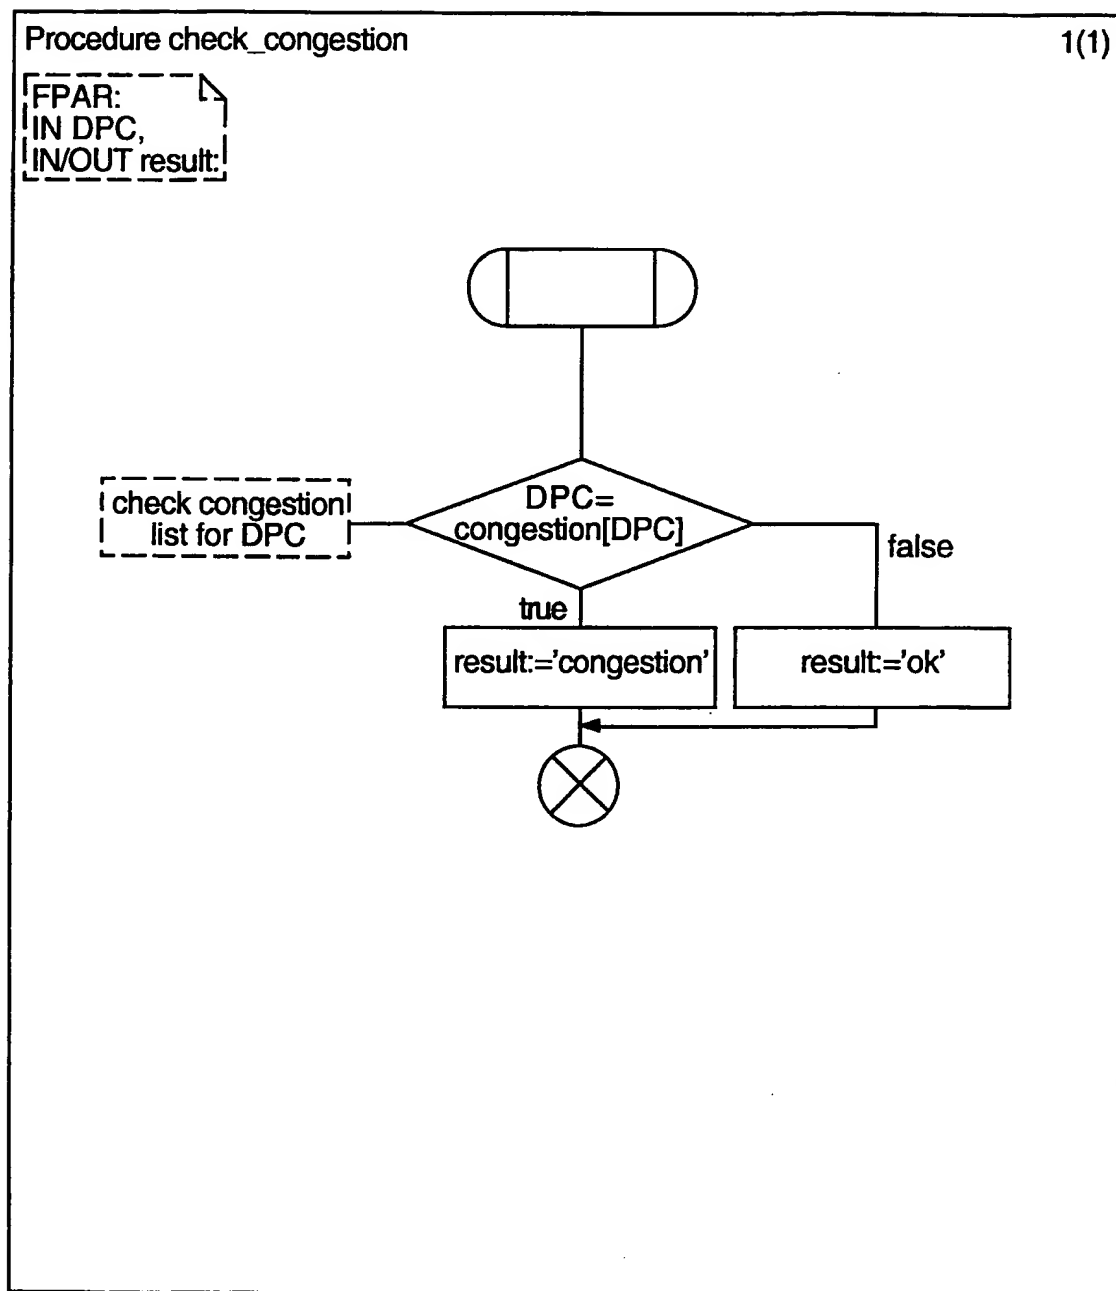 Procedure check_congestion
1(1)
FPAR:
IN DPC,
IN/OUT result:
DPC=
congestion[DPC]
check congestion
list for DPC
false
true
result:='congestion'
result:='ok'